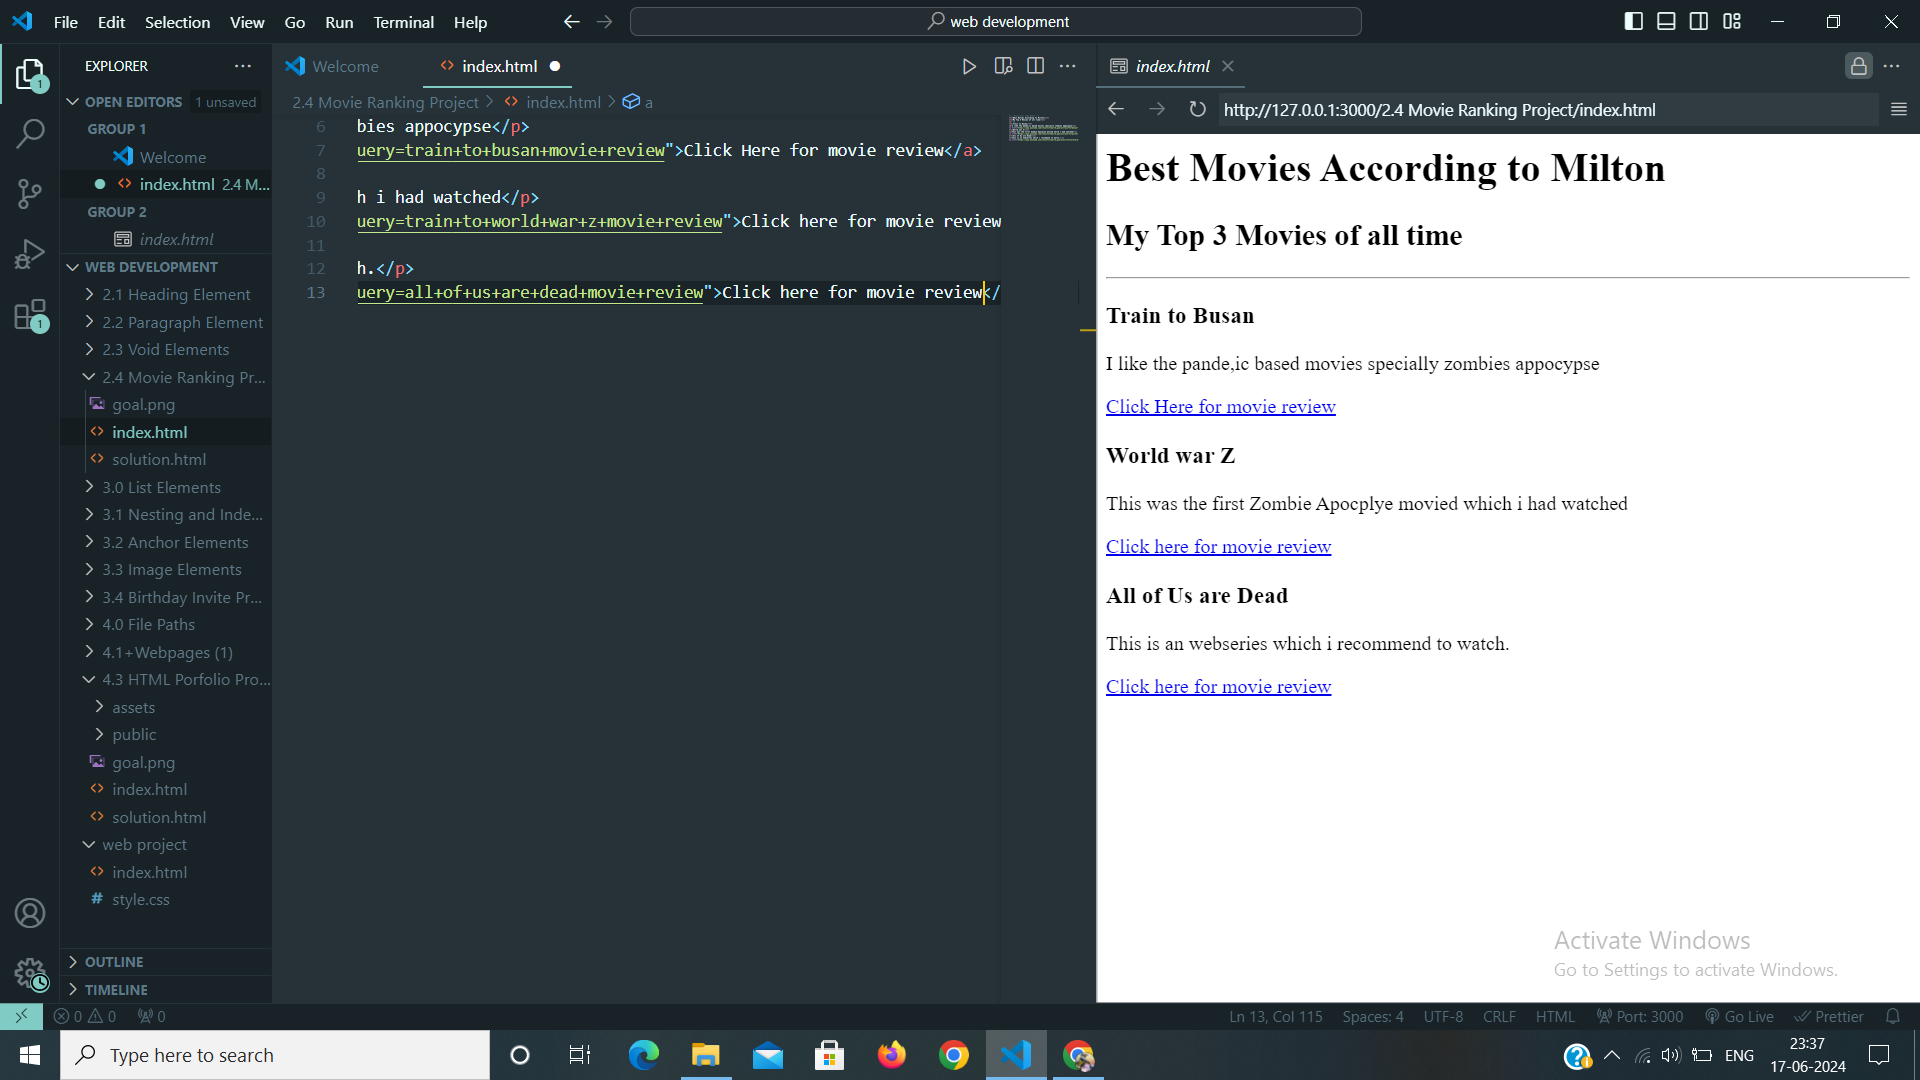 File Edit Selection View Go Run Terminal Help
web development
EXPLORER
OPEN EDITORS 1 unsaved
GROUP 1
Welcome
index.html 2.4 M...
GROUP 2
index.html
WEB DEVELOPMENT
2.1 Heading Element
2.2 Paragraph Element
2.3 Void Elements
2.4 Movie Ranking Pr...
goal.png
index.html
solution.html
3.0 List Elements
3.1 Nesting and Inde...
3.2 Anchor Elements
3.3 Image Elements
3.4 Birthday Invite Pr...
4.0 File Paths
4.1+Webpages (1)
4.3 HTML Porfolio Pro...
assets
public
goal.png
index.html
solution.html
web project
index.html
style.css
OUTLINE
TIMELINE
Welcome index.html
2.4 Movie Ranking Project > index.html > a
6 bies appocypse</p>
7 uery=train+to+busan+movie+review">Click Here for movie review</a>
8
9 h i had watched</p>
10 uery=train+to+world+war+z+movie+review">Click here for movie review
11
12 h.</p>
13 uery=all+of+us+are+dead+movie+review">Click here for movie review</
index.html
http://127.0.0.1:3000/2.4 Movie Ranking Project/index.html
Best Movies According to Milton
My Top 3 Movies of all time
Train to Busan
I like the pande,ic based movies specially zombies appocypse
Click Here for movie review
World war Z
This was the first Zombie Apocplye movied which i had watched
Click here for movie review
All of Us are Dead
This is an webseries which i recommend to watch.
Click here for movie review
Activate Windows
Go to Settings to activate Windows.
0 0 0
Ln 13, Col 115 Spaces: 4 UTF-8 CRLF HTML Port: 3000 Go Live Prettier
Type here to search
ENG
23:37
17-06-2024